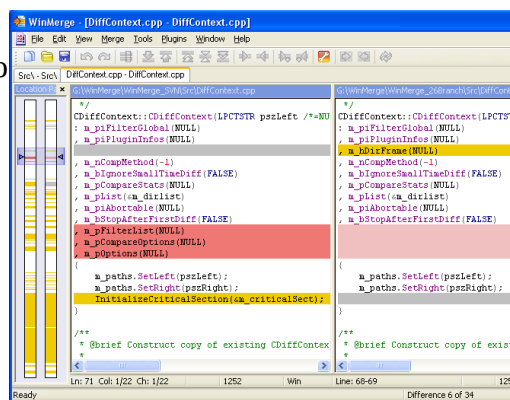 WinMerge - [DiffContext.cpp - DiffContext.cpp]
File Edit View Merge Tools Plugins Window Help
Src\ - Src\ DiffContext.cpp - DiffContext.cpp
Location Pa x G:\WinMerge\WinMerge_SVN\Src\DiffContext.cpp G:\WinMerge\WinMerge_26Branch\Src\DiffCont
*/ */
CDiffContext::CDiffContext(LPCTSTR pszLeft /*=NU CDiffContext::CDiffContext(LPCT
: m_piFilterGlobal(NULL) : m_piFilterGlobal(NULL)
, m_piPluginInfos(NULL) , m_piPluginInfos(NULL)
, m_hDirFrame(NULL)
, m_nCompMethod(-1) , m_nCompMethod(-1)
, m_bIgnoreSmallTimeDiff(FALSE) , m_bIgnoreSmallTimeDiff(FALSE)
, m_pCompareStats(NULL) , m_pCompareStats(NULL)
, m_pList(&m_dirlist) , m_pList(&m_dirlist)
, m_piAbortable(NULL) , m_piAbortable(NULL)
, m_bStopAfterFirstDiff(FALSE) , m_bStopAfterFirstDiff(FALSE)
, m_pFilterList(NULL)
, m_pCompareOptions(NULL)
, m_pOptions(NULL)
{ {
m_paths.SetLeft(pszLeft); m_paths.SetLeft(pszLeft);
m_paths.SetRight(pszRight); m_paths.SetRight(pszRight);
InitializeCriticalSection(&m_criticalSect);
} }
/** /**
* @brief Construct copy of existing CDiffContex * @brief Construct copy of exist
* *
Ln: 71 Col: 1/22 Ch: 1/22 1252 Win Line: 68-69 125
Ready Difference 6 of 34